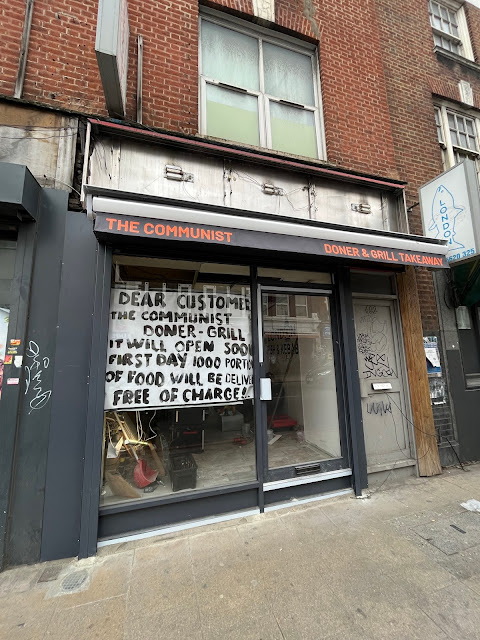 THE COMMUNIST
DONER & GRILL TAKEAWAY
LONDON
DEAR CUSTOMER
THE COMMUNIST
DONER-GRILL
IT WILL OPEN SOON
FIRST DAY 1000 PORTION
OF FOOD WILL BE DELIVE
FREE OF CHARGE!